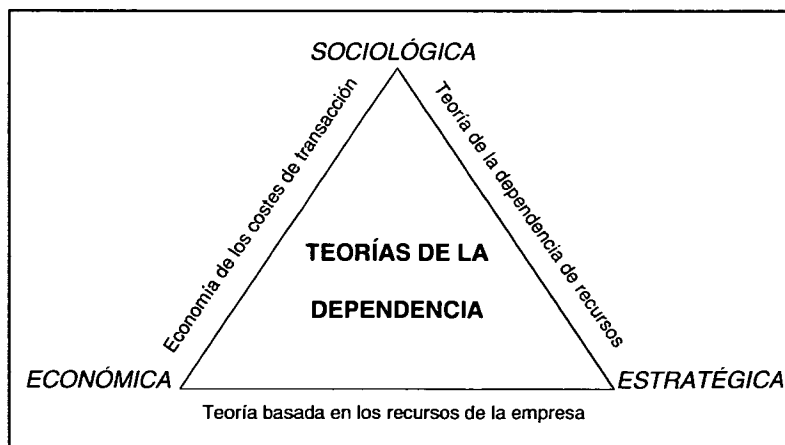 SOCIOLÓGICA
Economía de los costes de transacción
Teoría de la dependencia de recursos
TEORÍAS DE LA
DEPENDENCIA
ECONÓMICA
ESTRATÉGICA
Teoría basada en los recursos de la empresa